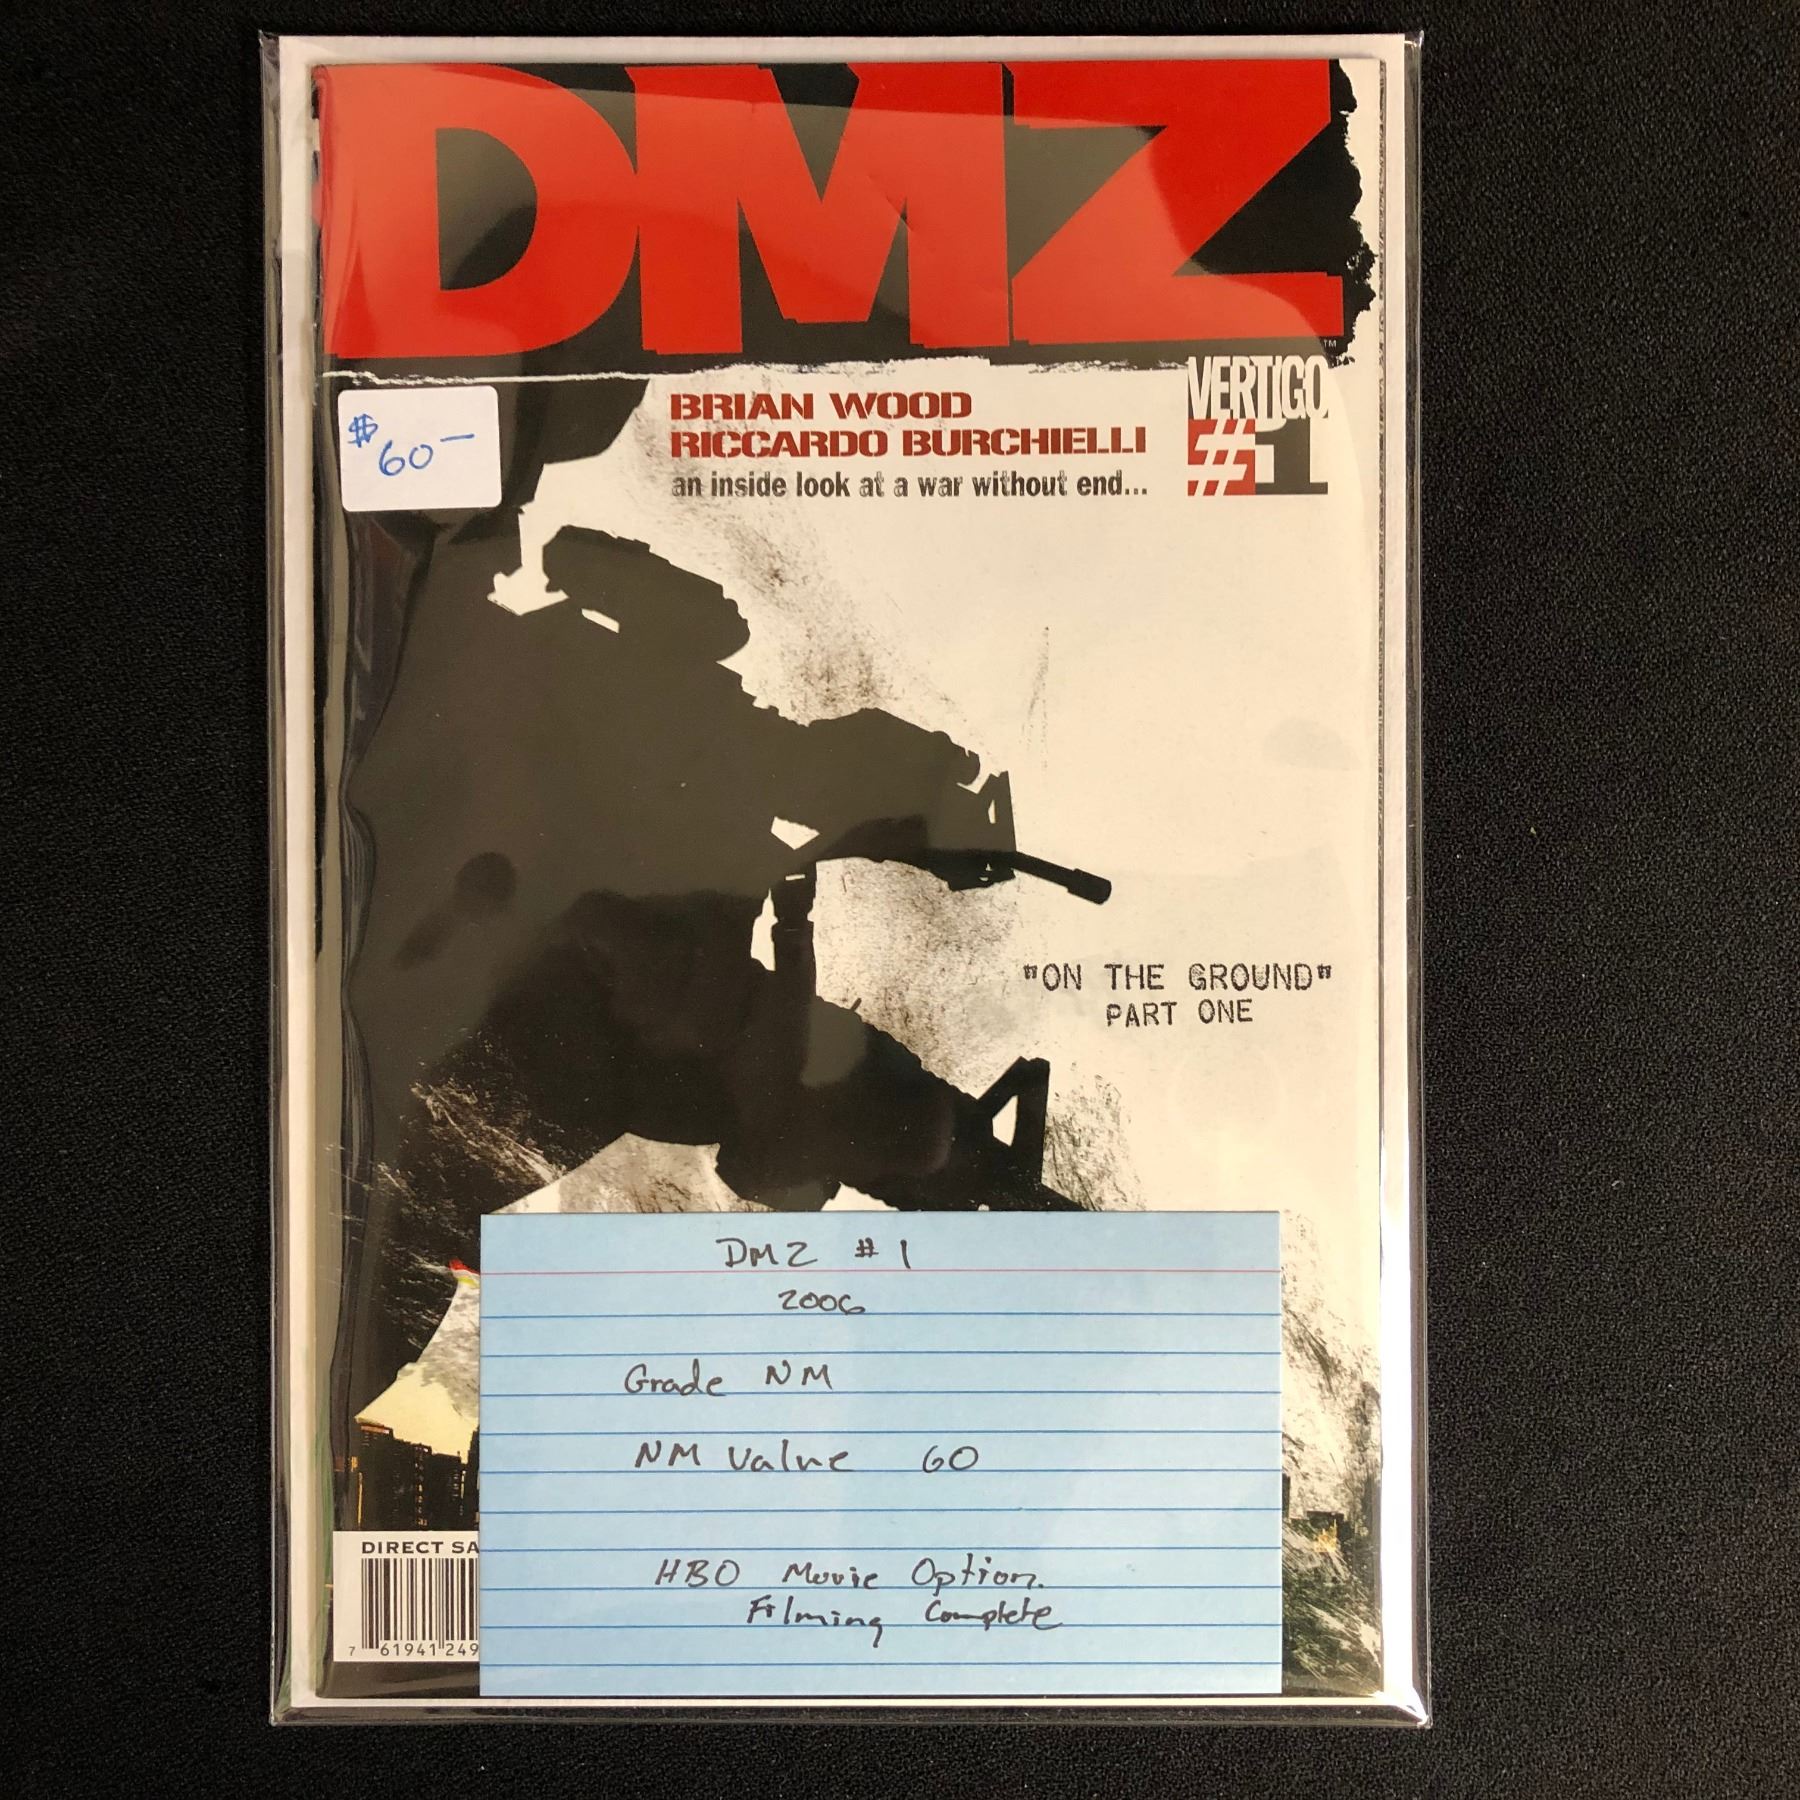 DMZ
TM
VERTIGO
#1
BRIAN WOOD
RICCARDO BURCHIELLI
an inside look at a war without end...
$
60—
"ON THE GROUND"
PART ONE
DMZ #1
2006
Grade NM
NM Value 60
HBO Movie Option.
Filming Complete
DIRECT SA
7 61941 249